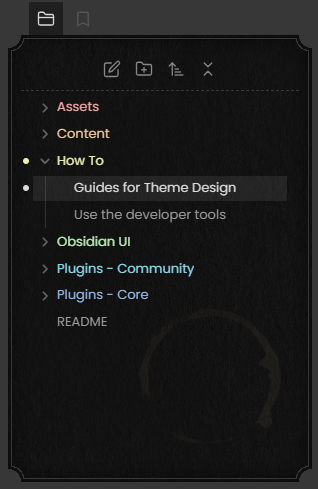 Assets
Content
How To
Guides for Theme Design
Use the developer tools
Obsidian UI
Plugins - Community
Plugins - Core
README